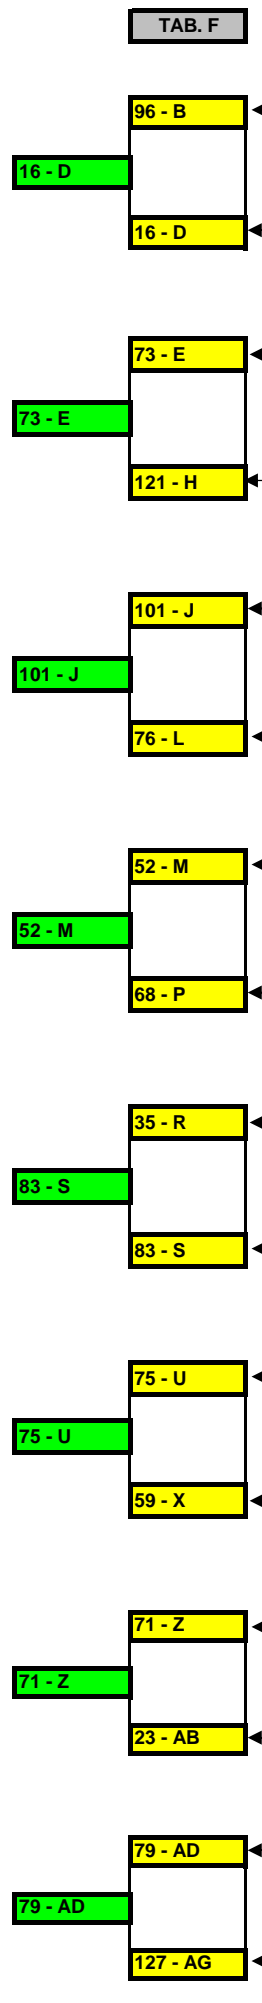 TAB. F
96 - B
16 - D
16 - D
73 - E
73 - E
121 - H
101 - J
101 - J
76 - L
52 - M
52 - M
68 - P
35 - R
83 - S
83 - S
75 - U
75 - U
59 - X
71 - Z
71 - Z
23 - AB
79 - AD
79 - AD
127 - AG